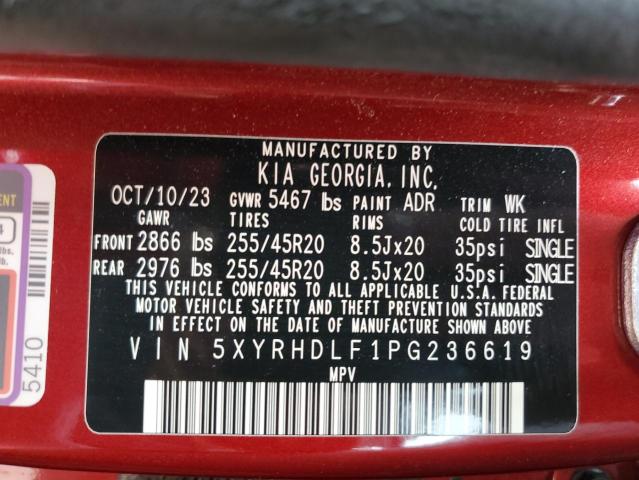 MANUFACTURED BY
KIA GEORGIA, INC.
OCT/10/23 GVWR 5467 lbs PAINT ADR TRIM WK
GAWR TIRES RIMS COLD TIRE INFL
FRONT 2866 lbs 255/45R20 8.5Jx20 35psi SINGLE
REAR 2976 lbs 255/45R20 8.5Jx20 35psi SINGLE
THIS VEHICLE CONFORMS TO ALL APPLICABLE U.S.A. FEDERAL
MOTOR VEHICLE SAFETY AND THEFT PREVENTION STANDARDS
IN EFFECT ON THE DATE OF MANUFACTURE SHOWN ABOVE
VIN 5XYRHDLF1PG236619
MPV
5410
lbs.
lb.